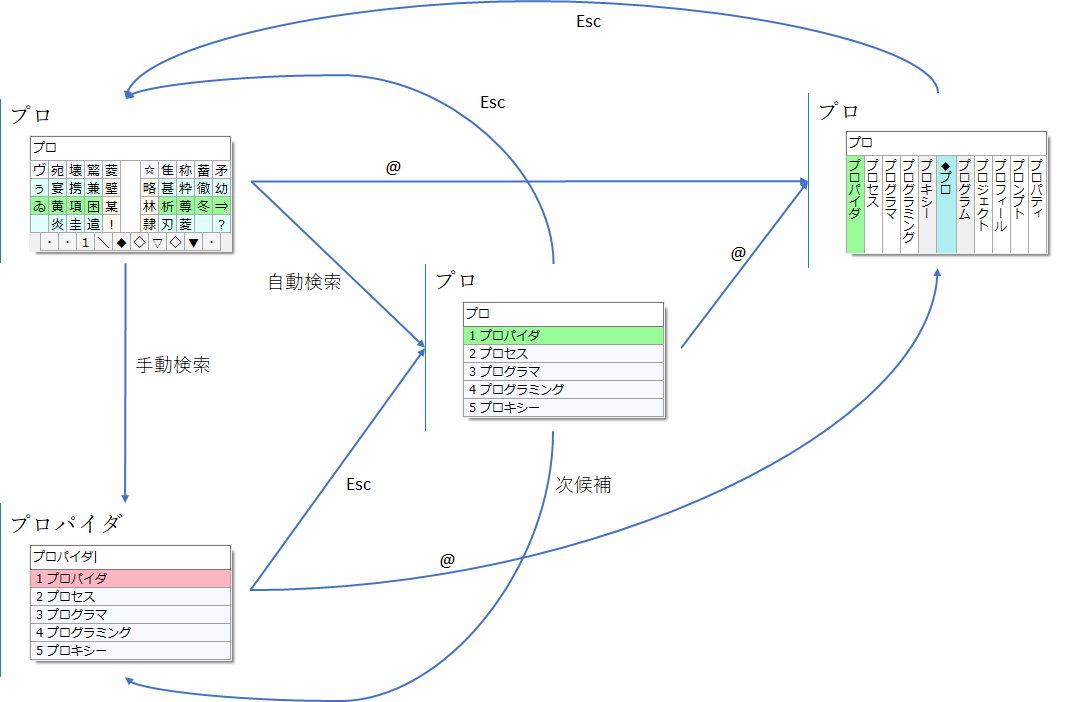 Esc
Esc
プロ
プロ
ヴ 宛 壊 鷲 菱 ☆ 隹 称 蓄 矛
ぅ 宴 携 兼 璧 略 甚 粋 徹 幼
ゐ 黄 項 困 某 林 析 尊 冬 ⇒
炎 圭 遣 ! 隷 刃 菱 ?
・ ・ 1 ＼ ◆ ◇ ▽ ◇ ▼ ・
@
プロ
プロ
プロパイダ
プロセス
プログラマ
プログラミング
プロキシー
◆プロ
プログラム
プロジェクト
プロフィール
プロンプト
プロパティ
自動検索
@
プロ
プロ
1 プロパイダ
2 プロセス
3 プログラマ
4 プログラミング
5 プロキシー
手動検索
Esc
次候補
プロパイダ
プロパイダ
1 プロパイダ
2 プロセス
3 プログラマ
4 プログラミング
5 プロキシー
@